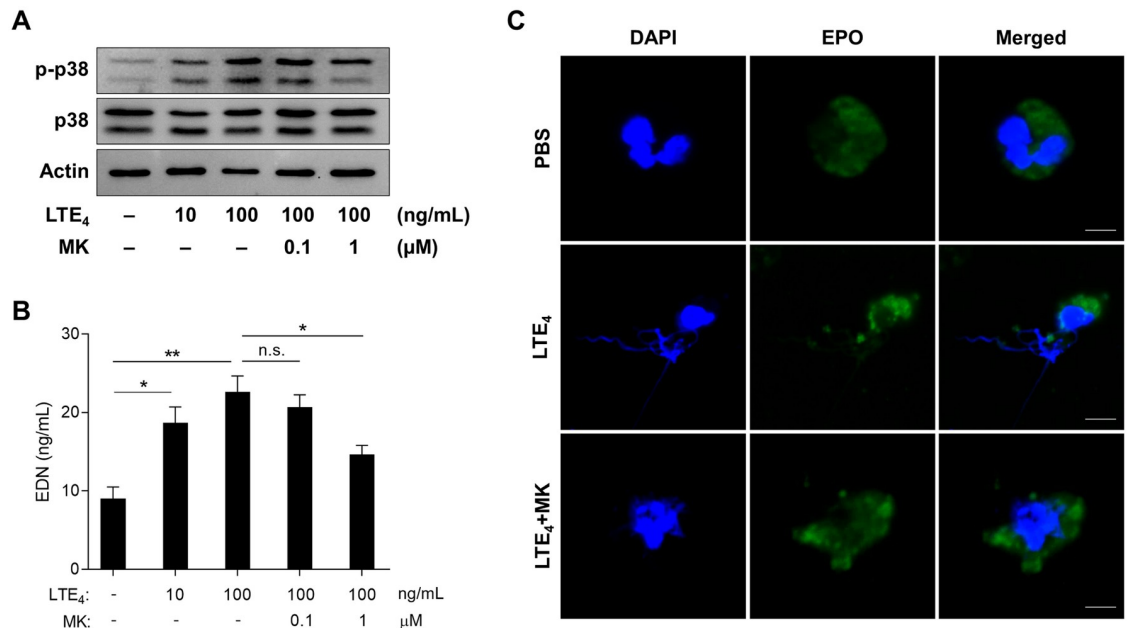 A
p-p38
p38
Actin
LTE₄ – 10 100 100 100 (ng/mL)
MK – – – 0.1 1 (μM)
B
30
20
10
0
EDN (ng/mL)
*
**
n.s.
*
LTE₄: - 10 100 100 100 ng/mL
MK: - - - 0.1 1 μM
C
DAPI EPO Merged
PBS
LTE₄
LTE₄+MK